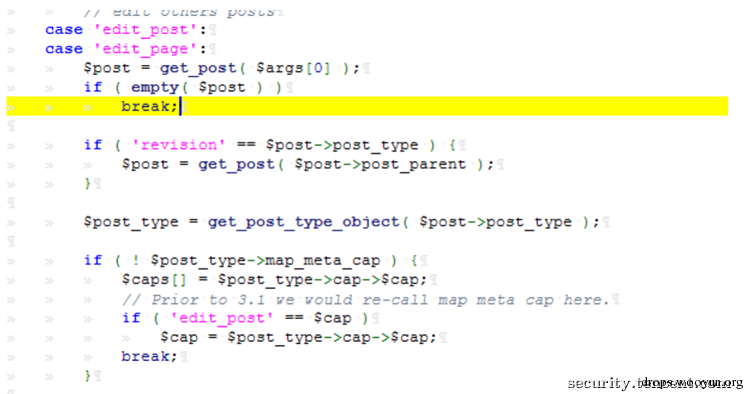 // edit others posts
case 'edit_post':
case 'edit_page':
$post = get_post( $args[0] );
if ( empty( $post ) )
break;
if ( 'revision' == $post->post_type ) {
$post = get_post( $post->post_parent );
}
$post_type = get_post_type_object( $post->post_type );
if ( ! $post_type->map_meta_cap ) {
$caps[] = $post_type->cap->$cap;
// Prior to 3.1 we would re-call map meta cap here.
if ( 'edit_post' == $cap )
$cap = $post_type->cap->$cap;
break;
}
security.tencent.com
drops.wooyun.org